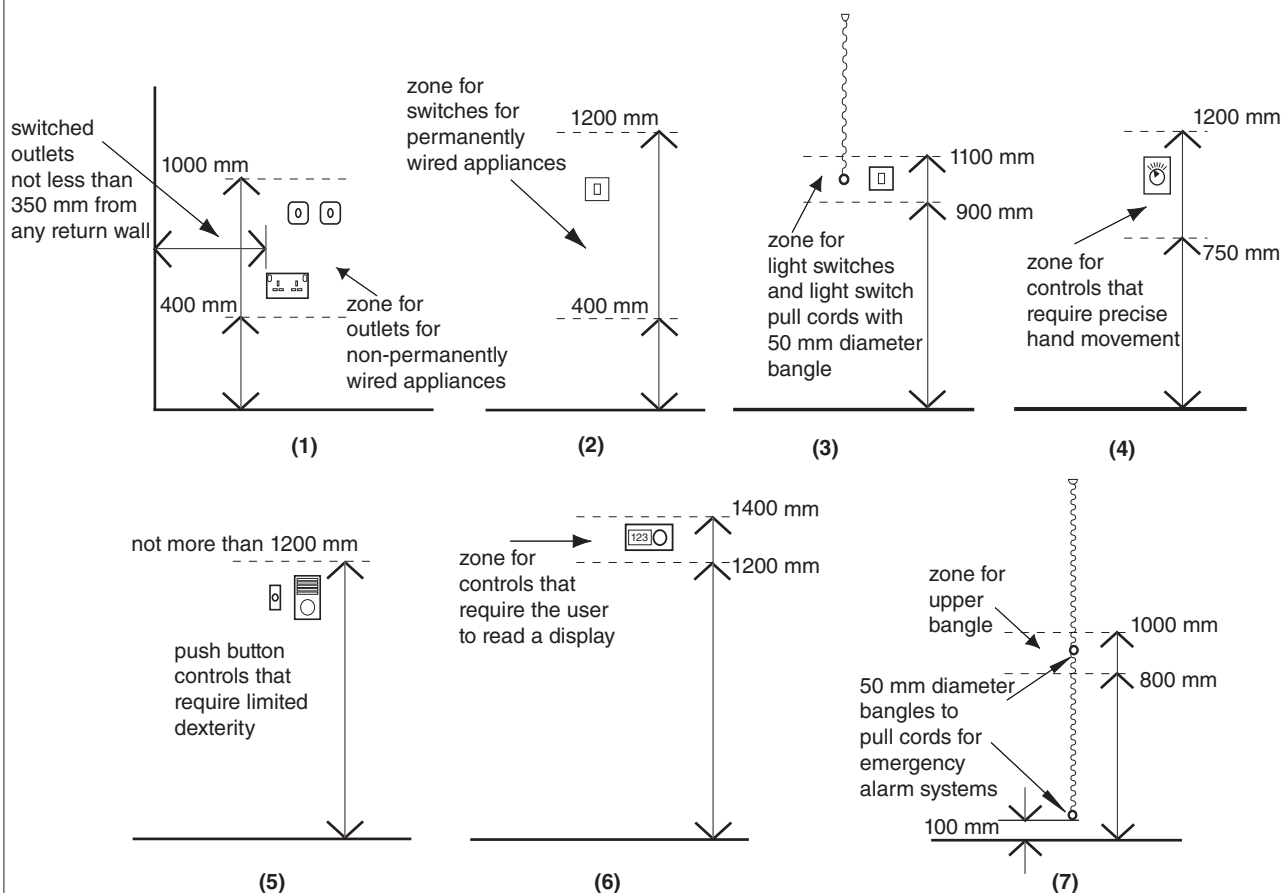 switched
outlets
not less than
350 mm from
any return wall
1000 mm
400 mm
zone for
outlets for
non-permanently
wired appliances
(1)
zone for
switches for
permanently
wired appliances
1200 mm
400 mm
(2)
1100 mm
900 mm
zone for
light switches
and light switch
pull cords with
50 mm diameter
bangle
(3)
1200 mm
750 mm
zone for
controls that
require precise
hand movement
(4)
not more than 1200 mm
push button
controls that
require limited
dexterity
(5)
1400 mm
123
1200 mm
zone for
controls that
require the user
to read a display
(6)
zone for
upper
bangle
1000 mm
800 mm
50 mm diameter
bangles to
pull cords for
emergency
alarm systems
100 mm
(7)